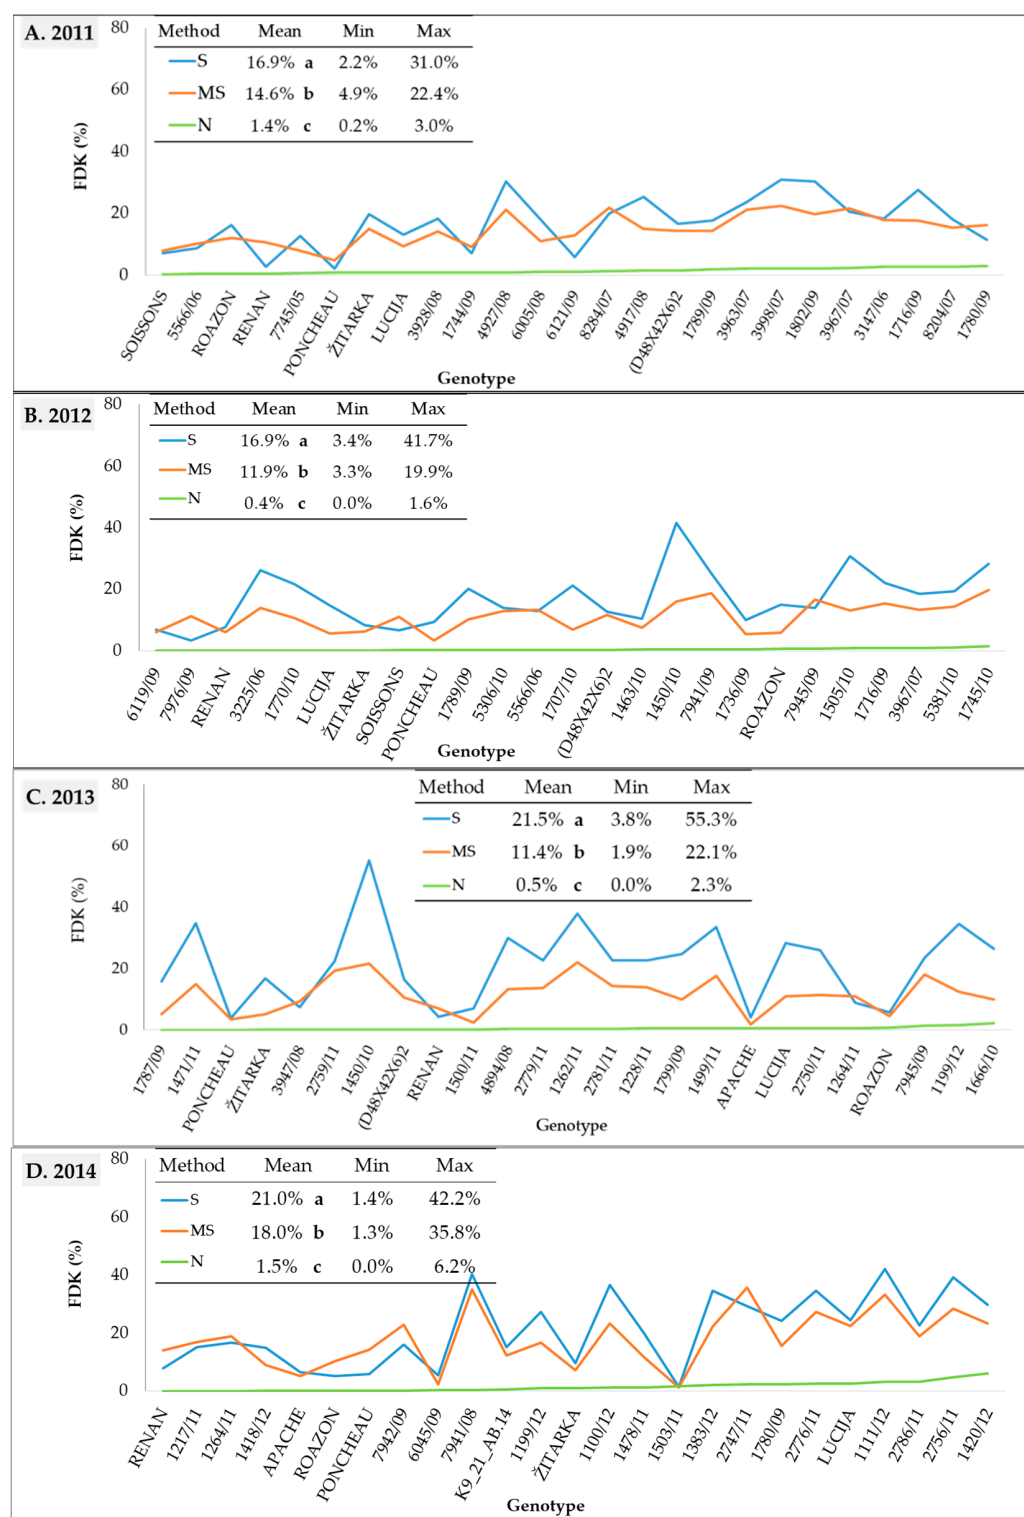 A. 2011
Method Mean Min Max
S 16.9% a 2.2% 31.0%
MS 14.6% b 4.9% 22.4%
N 1.4% c 0.2% 3.0%
FDK (%)
80
60
40
20
0
SOISSONS 5566/06 ROAZON RENAN 7745/05 PONCHEAU ŽITARKA LUCIJA 3928/08 1744/09 4927/08 6005/08 6121/09 8284/07 4917/08 (D48X42X6)2 1789/09 3963/07 3998/07 1802/09 3967/07 3147/06 1716/09 8204/07 1780/09
Genotype
B. 2012
Method Mean Min Max
S 16.9% a 3.4% 41.7%
MS 11.9% b 3.3% 19.9%
N 0.4% c 0.0% 1.6%
FDK (%)
80
60
40
20
0
6119/09 7976/09 RENAN 3225/06 1770/10 LUCIJA ŽITARKA SOISSONS PONCHEAU 1789/09 5306/10 5566/06 1707/10 (D48X42X6)2 1463/10 1450/10 7941/09 1736/09 ROAZON 7945/09 1505/10 1716/09 3967/07 5381/10 1745/10
Genotype
C. 2013
Method Mean Min Max
S 21.5% a 3.8% 55.3%
MS 11.4% b 1.9% 22.1%
N 0.5% c 0.0% 2.3%
FDK (%)
80
60
40
20
0
1787/09 1471/11 PONCHEAU ŽITARKA 3947/08 2759/11 1450/10 (D48X42X6)2 RENAN 1500/11 4894/08 2779/11 1262/11 2781/11 1228/11 1799/09 1499/11 APACHE LUCIJA 2750/11 1264/11 ROAZON 7945/09 1199/12 1666/10
Genotype
D. 2014
Method Mean Min Max
S 21.0% a 1.4% 42.2%
MS 18.0% b 1.3% 35.8%
N 1.5% c 0.0% 6.2%
FDK (%)
80
60
40
20
0
RENAN 1217/11 1264/11 1418/12 APACHE ROAZON PONCHEAU 7942/09 6045/09 7941/08 K9_21_AB.14 1199/12 ŽITARKA 1100/12 1478/11 1503/11 1383/12 2747/11 1780/09 2776/11 LUCIJA 1111/12 2786/11 2756/11 1420/12
Genotype